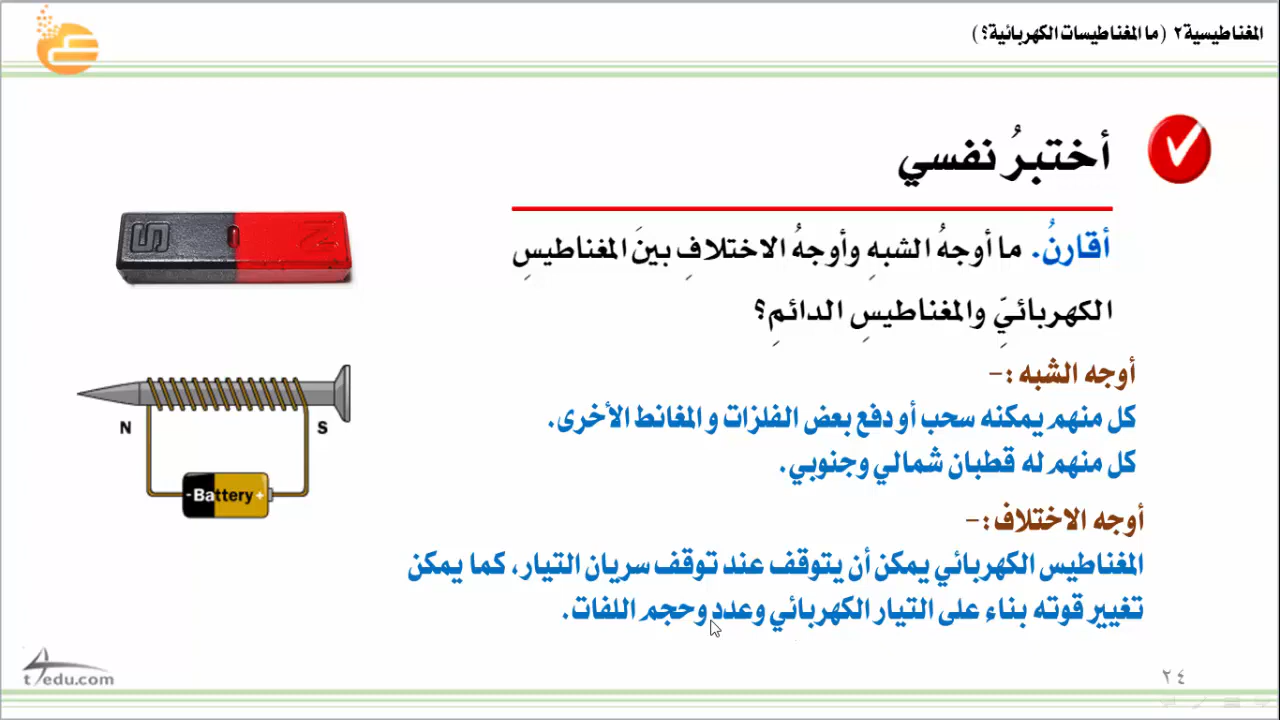 المغناطيسية٢ (ما المغناطيسات الكهربائية؟)
أختبرُ نفسي
أقارنُ. ما أوجهُ الشبهِ وأوجهُ الاختلافِ بينَ المغناطيسِ
الكهربائيِّ والمغناطيسِ الدائمِ؟
أوجه الشبه :-
كل منهم يمكنه سحب أو دفع بعض الفلزات و المغانط الأخرى.
كل منهم له قطبان شمالي وجنوبي.
أوجه الاختلاف:-
المغناطيس الكهربائي يمكن أن يتوقف عند توقف سريان التيار، كما يمكن
تغيير قوته بناء على التيار الكهربائي وعدد وحجم اللفات.
S N
N S
-Battery+
t4edu.com
٢٤